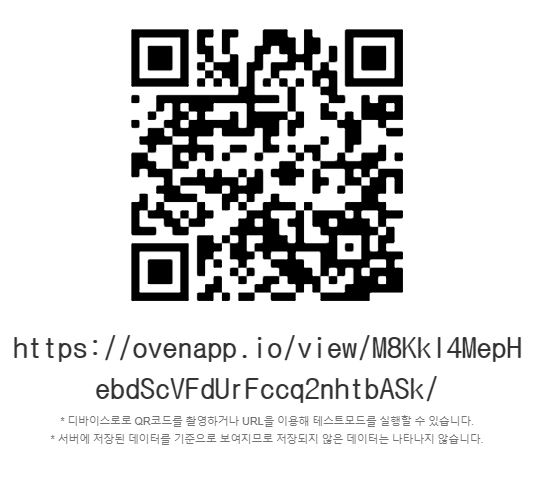 https://ovenapp.io/view/M8KkI4MepH
ebdScVFdUrFccq2nhtbASk/
* 디바이스로로 QR코드를 촬영하거나 URL을 이용해 테스트모드를 실행할 수 있습니다.
* 서버에 저장된 데이터를 기준으로 보여지므로 저장되지 않은 데이터는 나타나지 않습니다.